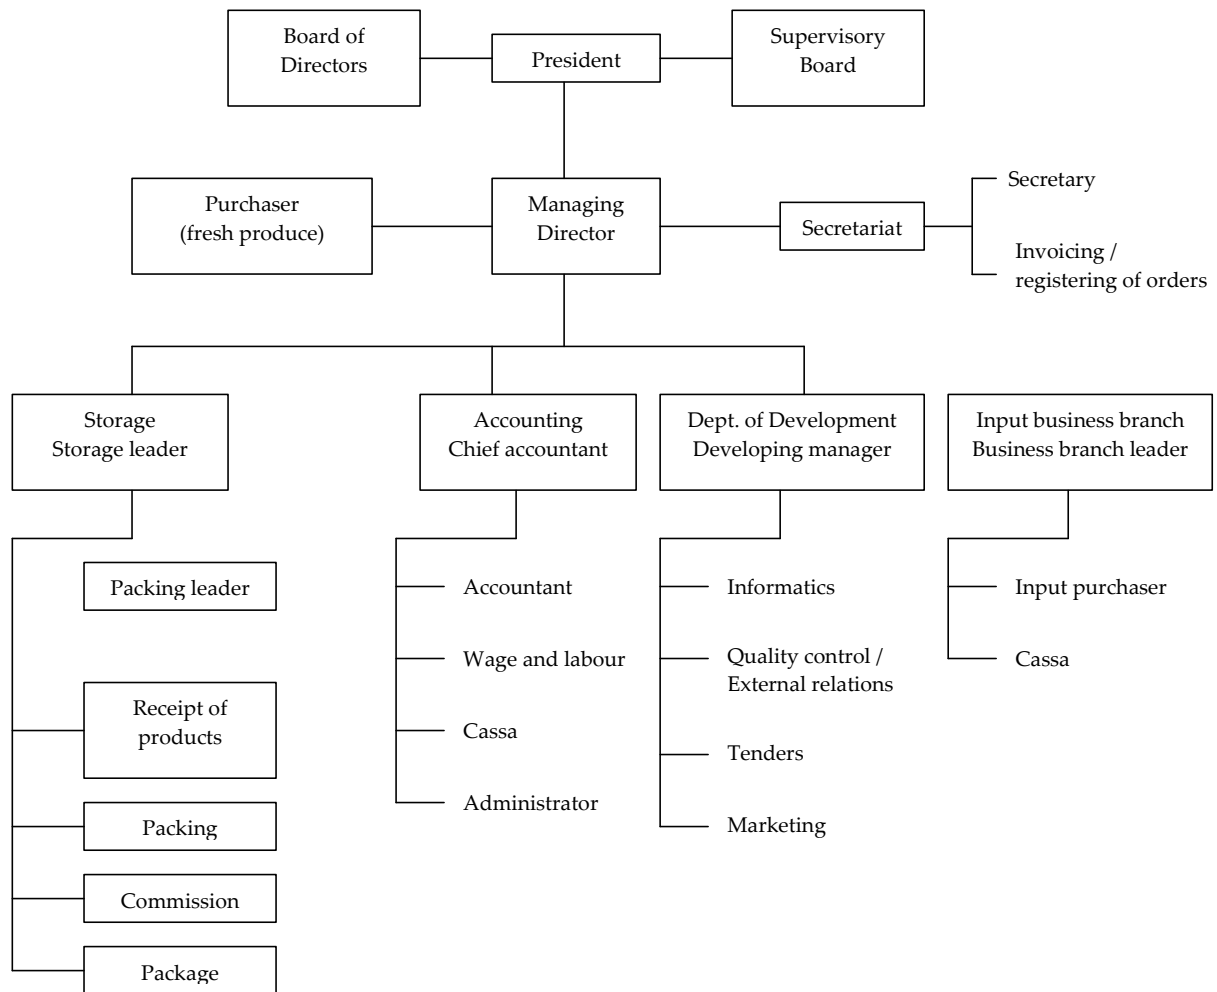 Board of
Directors
President
Supervisory
Board
Purchaser
(fresh produce)
Managing
Director
Secretariat
Secretary
Invoicing /
registering of orders
Storage
Storage leader
Accounting
Chief accountant
Dept. of Development
Developing manager
Input business branch
Business branch leader
Packing leader
Receipt of
products
Packing
Commission
Package
Accountant
Wage and labour
Cassa
Administrator
Informatics
Quality control /
External relations
Tenders
Marketing
Input purchaser
Cassa